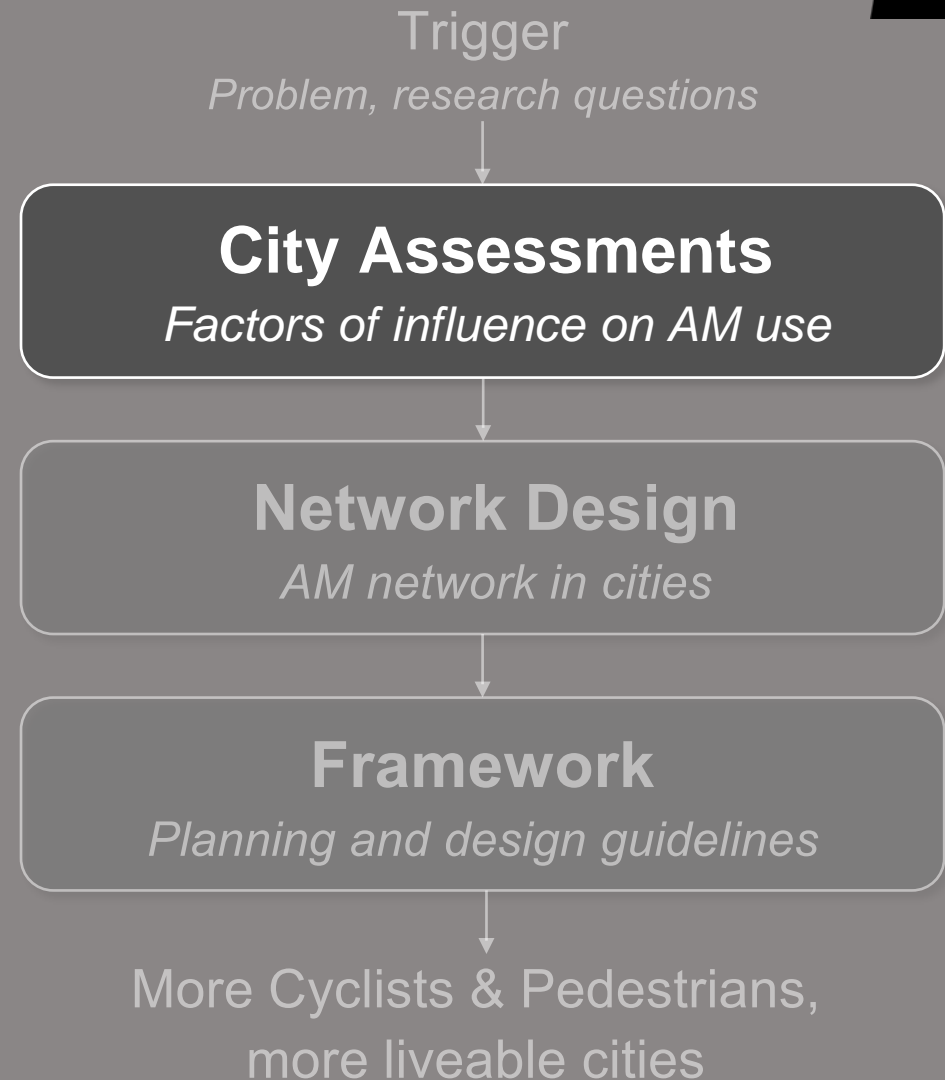 Trigger
Problem, research questions
City Assessments
Factors of influence on AM use
Network Design
AM network in cities
Framework
Planning and design guidelines
More Cyclists & Pedestrians,
more liveable cities